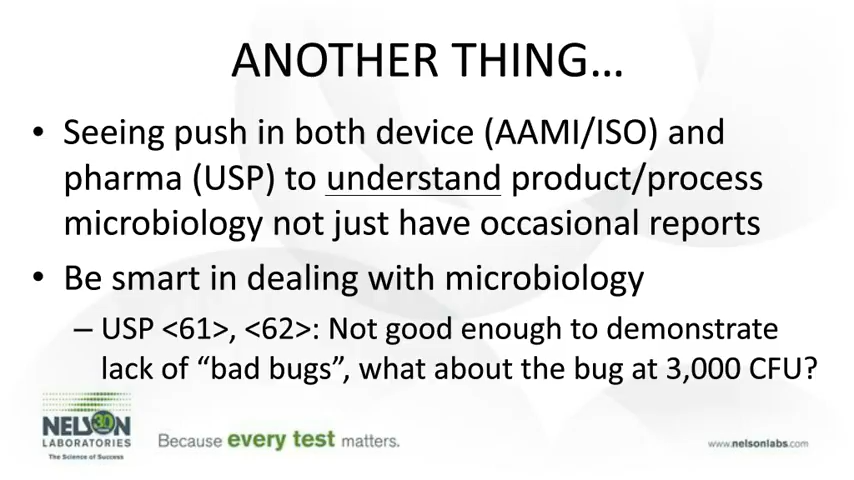 ANOTHER THING...
• Seeing push in both device (AAMI/ISO) and
pharma (USP) to understand product/process
microbiology not just have occasional reports
• Be smart in dealing with microbiology
– USP <61>, <62>: Not good enough to demonstrate
lack of “bad bugs”, what about the bug at 3,000 CFU?
NELSON
30
LABORATORIES
The Science of Success
Because every test matters.
www.nelsonlabs.com